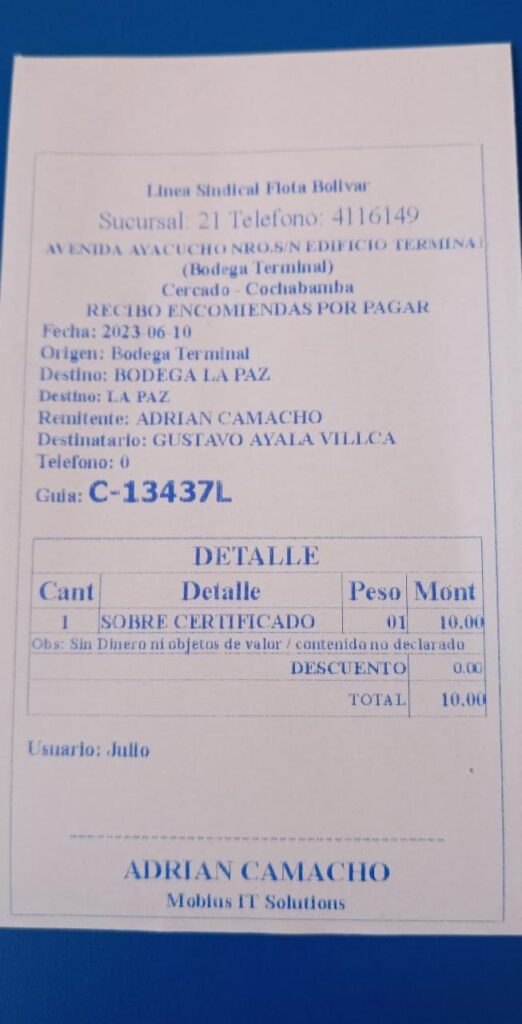 Linea Sindical Flota Bolivar
Sucursal: 21 Telefono: 4116149
AVENIDA AYACUCHO NRO.S/N EDIFICIO TERMINAL
(Bodega Terminal)
Cercado - Cochabamba
RECIBO ENCOMIENDAS POR PAGAR
Fecha: 2023-06-10
Origen: Bodega Terminal
Destino: BODEGA LA PAZ
Destino: LA PAZ
Remitente: ADRIAN CAMACHO
Destinatario: GUSTAVO AYALA VILLCA
Telefono: 0
Guia: C-13437L
DETALLE
Cant Detalle Peso Mont
1 SOBRE CERTIFICADO 01 10.00
Obs: Sin Dinero ni objetos de valor / contenido no declarado
DESCUENTO 0.00
TOTAL 10.00
Usuario: Julio
ADRIAN CAMACHO
Mobius IT Solutions